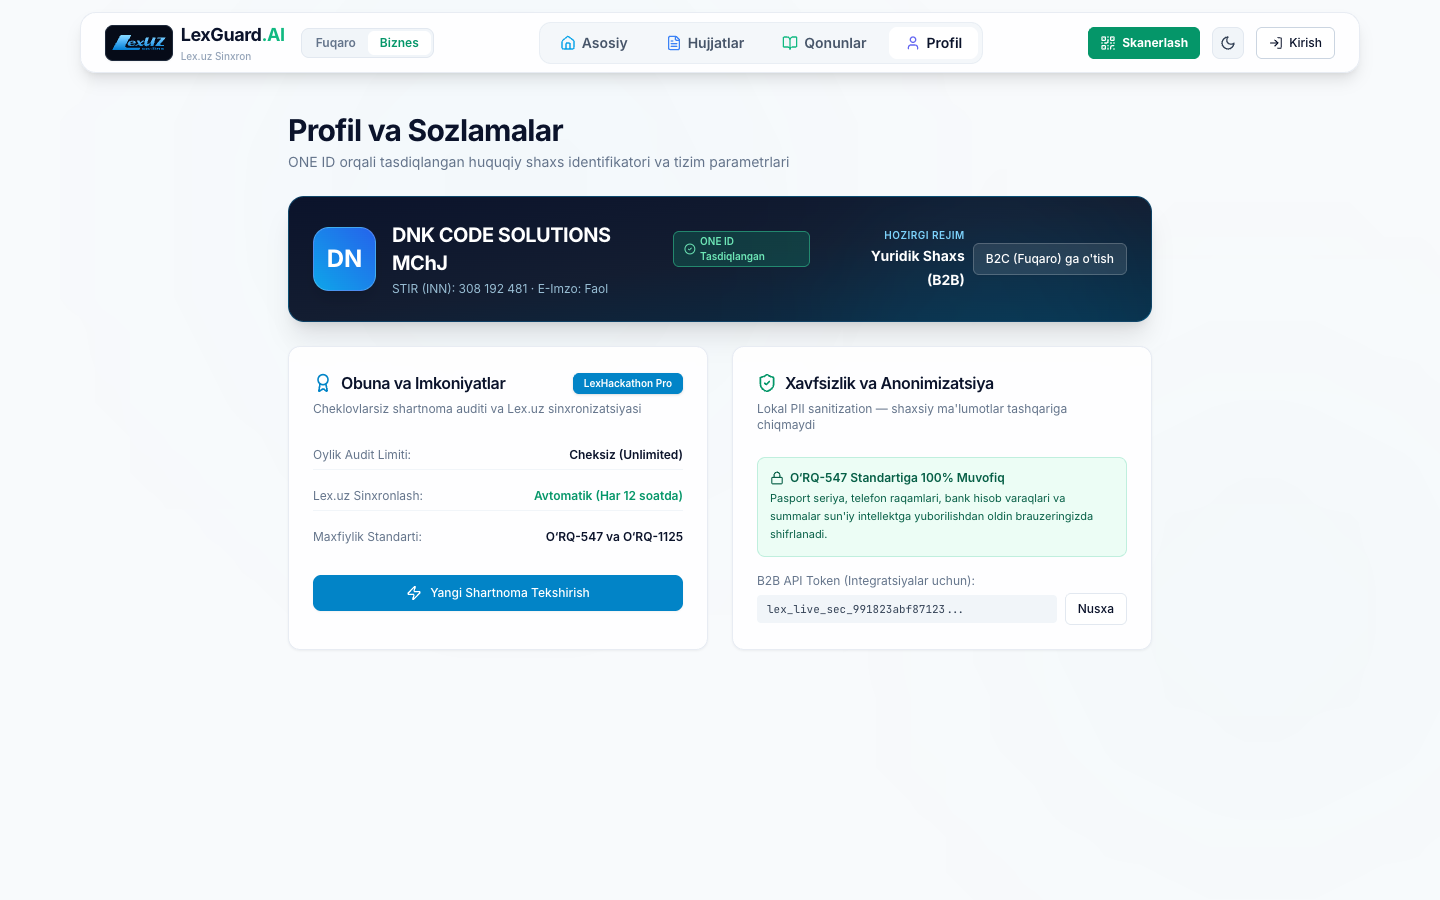 LexUZ
LexGuard.AI
Lex.uz Sinxron
Fuqaro
Biznes
Asosiy
Hujjatlar
Qonunlar
Profil
Skanerlash
Kirish
Profil va Sozlamalar
ONE ID orqali tasdiqlangan huquqiy shaxs identifikatori va tizim parametrlari
DN
DNK CODE SOLUTIONS
MChJ
STIR (INN): 308 192 481 · E-Imzo: Faol
ONE ID
Tasdiqlangan
HOZIRGI REJIM
Yuridik Shaxs
(B2B)
B2C (Fuqaro) ga o'tish
Obuna va Imkoniyatlar
LexHackathon Pro
Cheklovlarsiz shartnoma auditi va Lex.uz sinxronizatsiyasi
Oylik Audit Limiti:
Cheksiz (Unlimited)
Lex.uz Sinxronlash:
Avtomatik (Har 12 soatda)
Maxfiylik Standarti:
O‘RQ-547 va O‘RQ-1125
Yangi Shartnoma Tekshirish
Xavfsizlik va Anonimizatsiya
Lokal PII sanitization — shaxsiy ma'lumotlar tashqariga
chiqmaydi
O‘RQ-547 Standartiga 100% Muvofiq
Pasport seriya, telefon raqamlari, bank hisob varaqlari va
summalar sun'iy intellektga yuborilishdan oldin brauzeringizda
shifrlanadi.
B2B API Token (Integratsiyalar uchun):
lex_live_sec_991823abf87123...
Nusxa